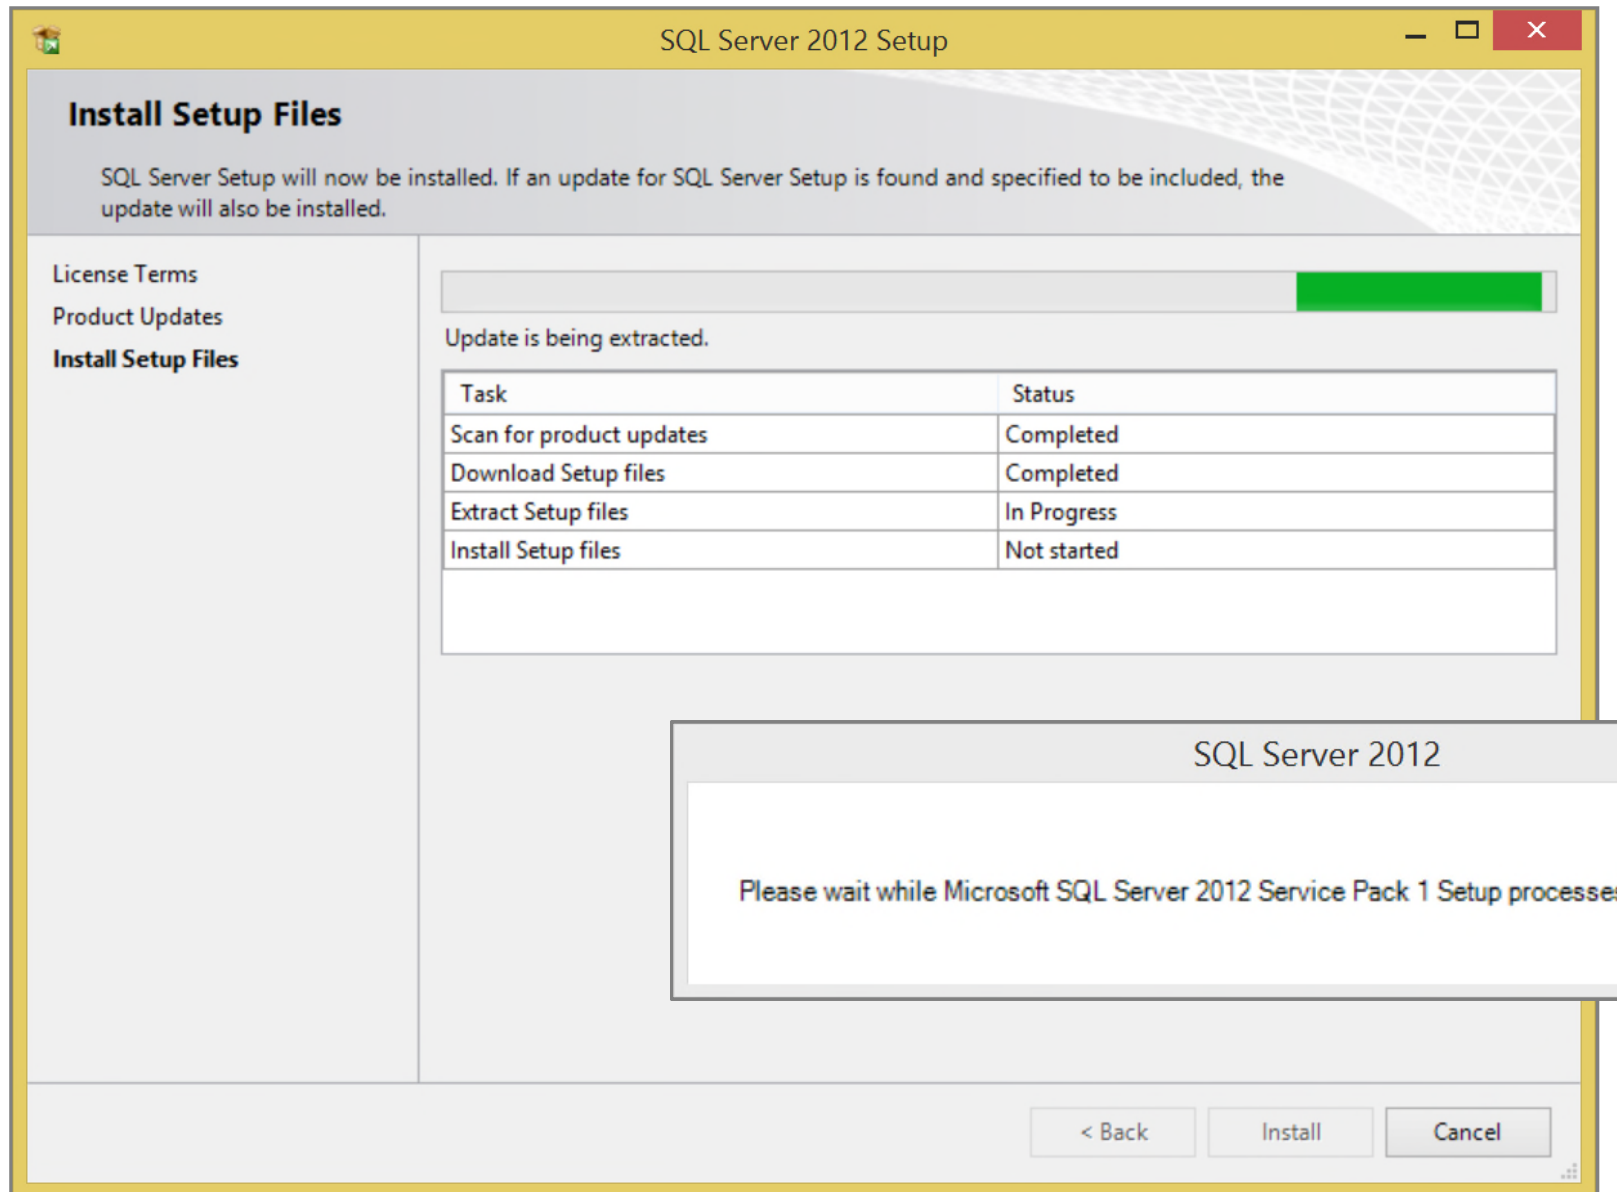 SQL Server 2012 Setup
Install Setup Files
SQL Server Setup will now be installed. If an update for SQL Server Setup is found and specified to be included, the
update will also be installed.
License Terms
Product Updates
Install Setup Files
Update is being extracted.
Task Status
Scan for product updates Completed
Download Setup files Completed
Extract Setup files In Progress
Install Setup files Not started
SQL Server 2012
Please wait while Microsoft SQL Server 2012 Service Pack 1 Setup processes
< Back Install Cancel